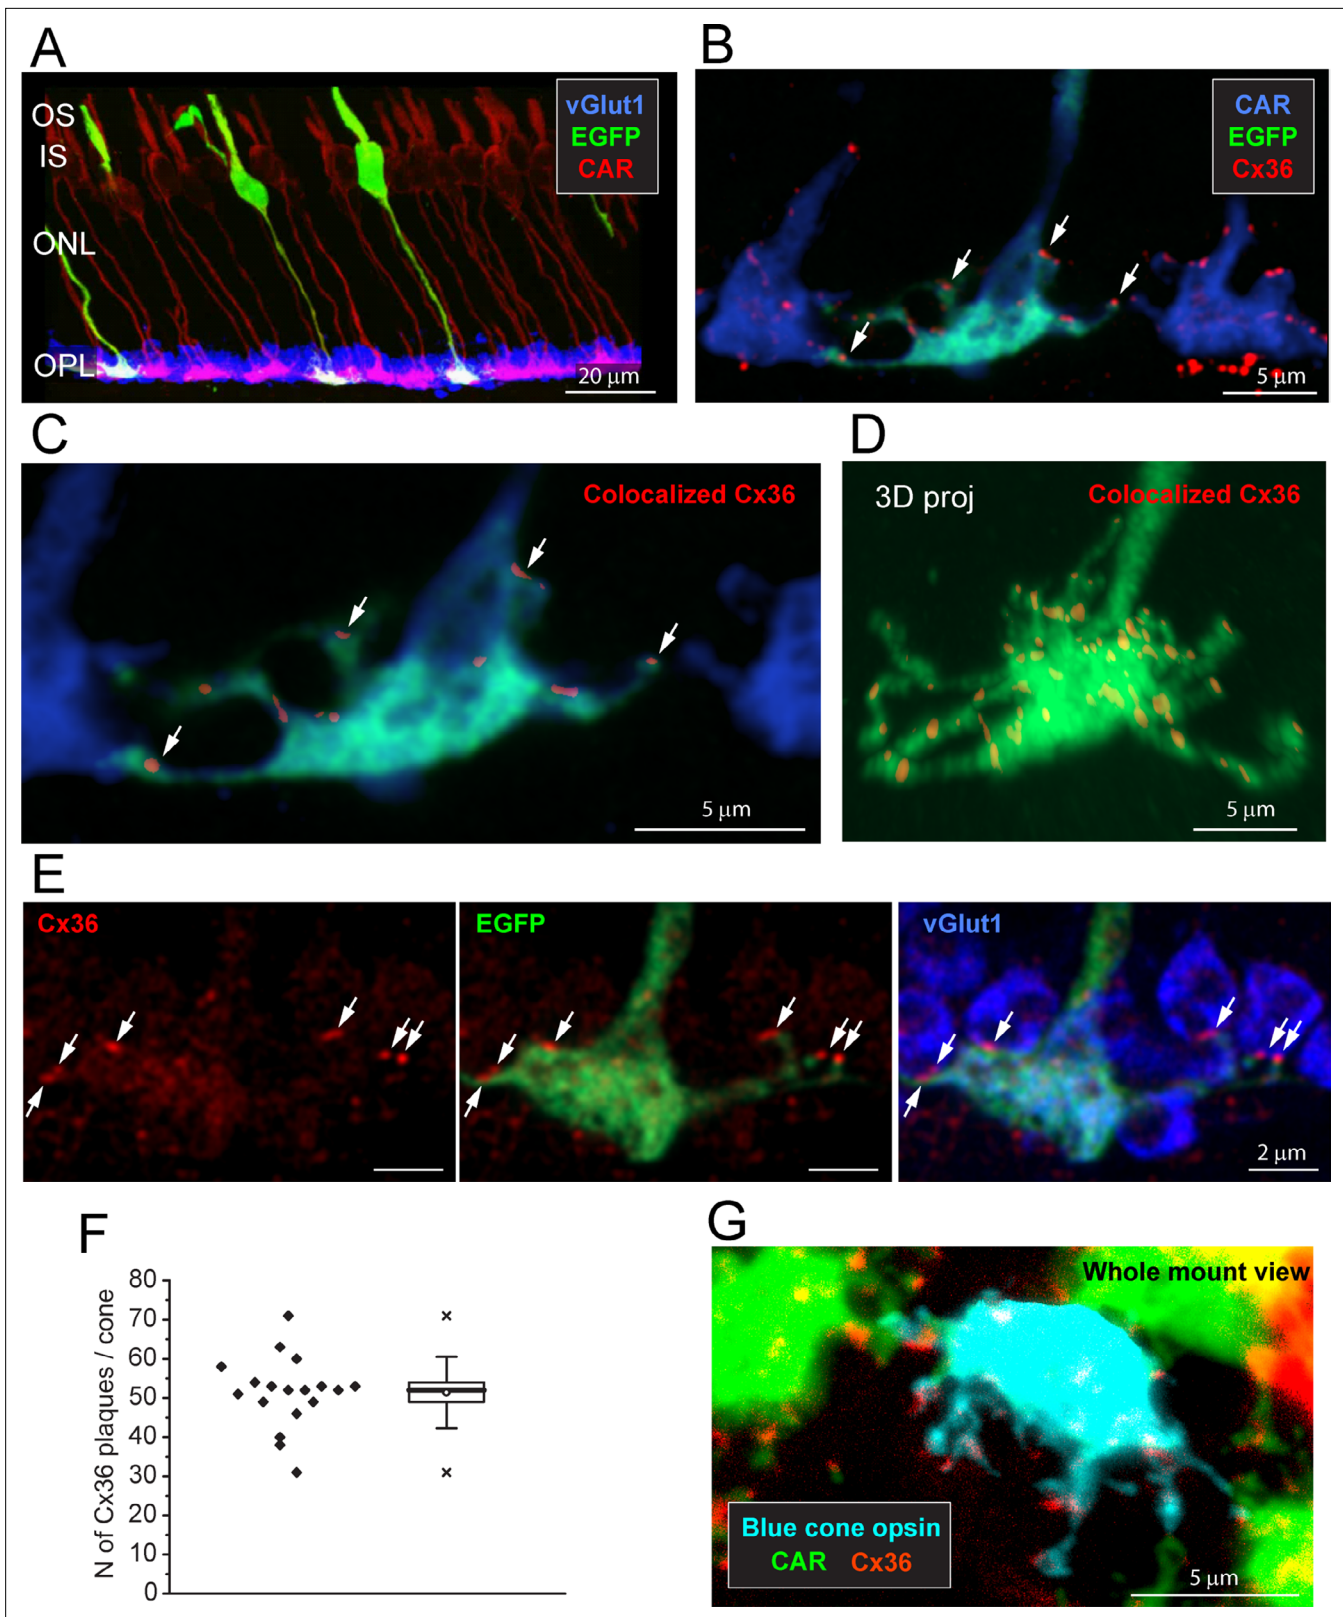 A
OS
IS
ONL
OPL
vGlut1
EGFP
CAR
20 μm
B
CAR
EGFP
Cx36
5 μm
C
Colocalized Cx36
5 μm
D
3D proj
Colocalized Cx36
5 μm
E
Cx36
EGFP
vGlut1
2 μm
F
N of Cx36 plaques / cone
80
70
60
50
40
30
20
10
0
G
Whole mount view
Blue cone opsin
CAR Cx36
5 μm